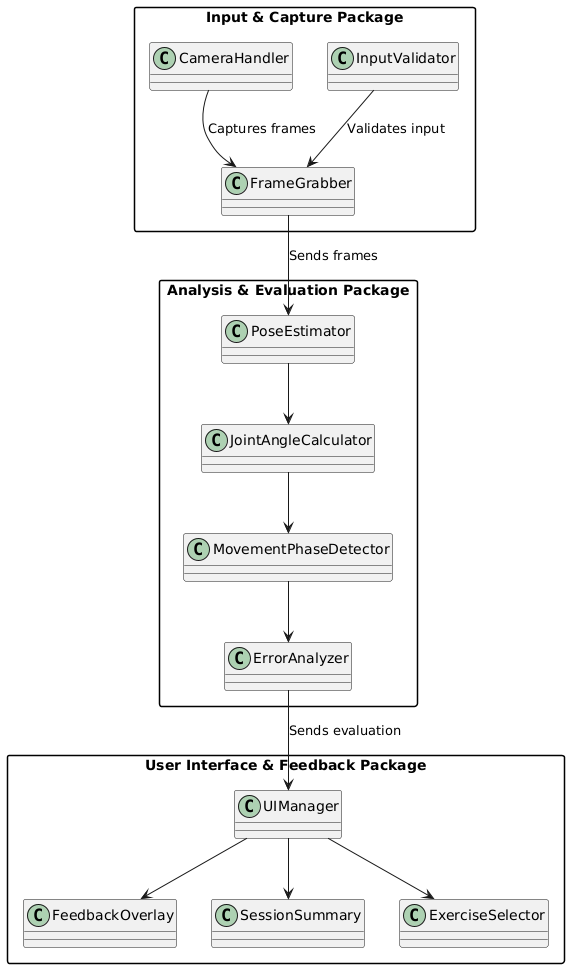 Input & Capture Package
C CameraHandler
C InputValidator
Captures frames
Validates input
C FrameGrabber
Sends frames
Analysis & Evaluation Package
C PoseEstimator
C JointAngleCalculator
C MovementPhaseDetector
C ErrorAnalyzer
Sends evaluation
User Interface & Feedback Package
C UIManager
C FeedbackOverlay
C SessionSummary
C ExerciseSelector